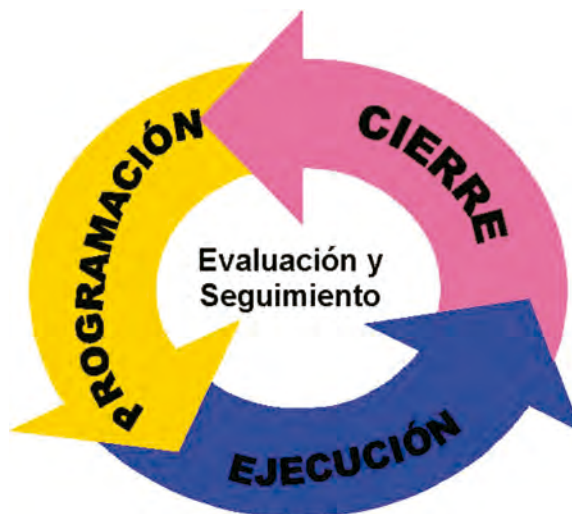 CIERRE
PROGRAMACIÓN
Evaluación y
Seguimiento
EJECUCIÓN